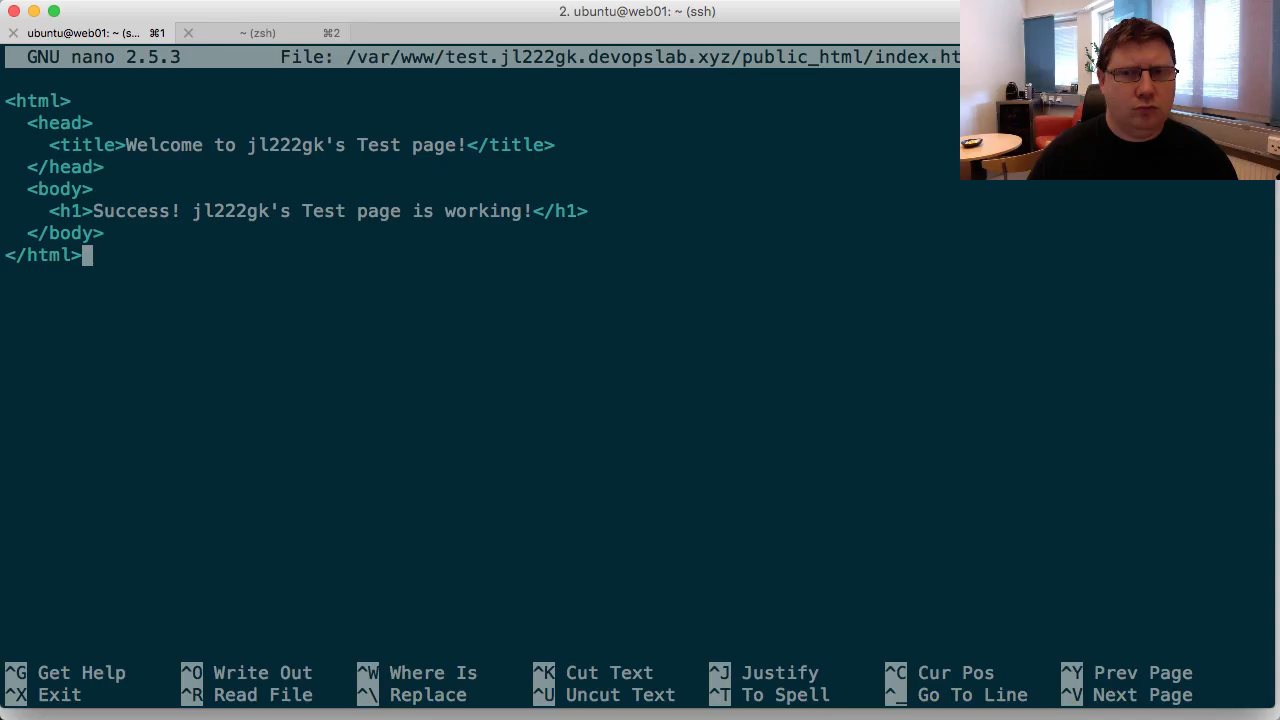 2. ubuntu@web01: ~ (ssh)
ubuntu@web01: ~ (s... ⌘1 ~ (zsh) ⌘2
GNU nano 2.5.3 File: /var/www/test.jl222gk.devopslab.xyz/public_html/index.ht
<html>
<head>
<title>Welcome to jl222gk's Test page!</title>
</head>
<body>
<h1>Success! jl222gk's Test page is working!</h1>
</body>
</html>
^G Get Help ^O Write Out ^W Where Is ^K Cut Text ^J Justify ^C Cur Pos ^Y Prev Page
^X Exit ^R Read File ^\ Replace ^U Uncut Text ^T To Spell ^_ Go To Line ^V Next Page